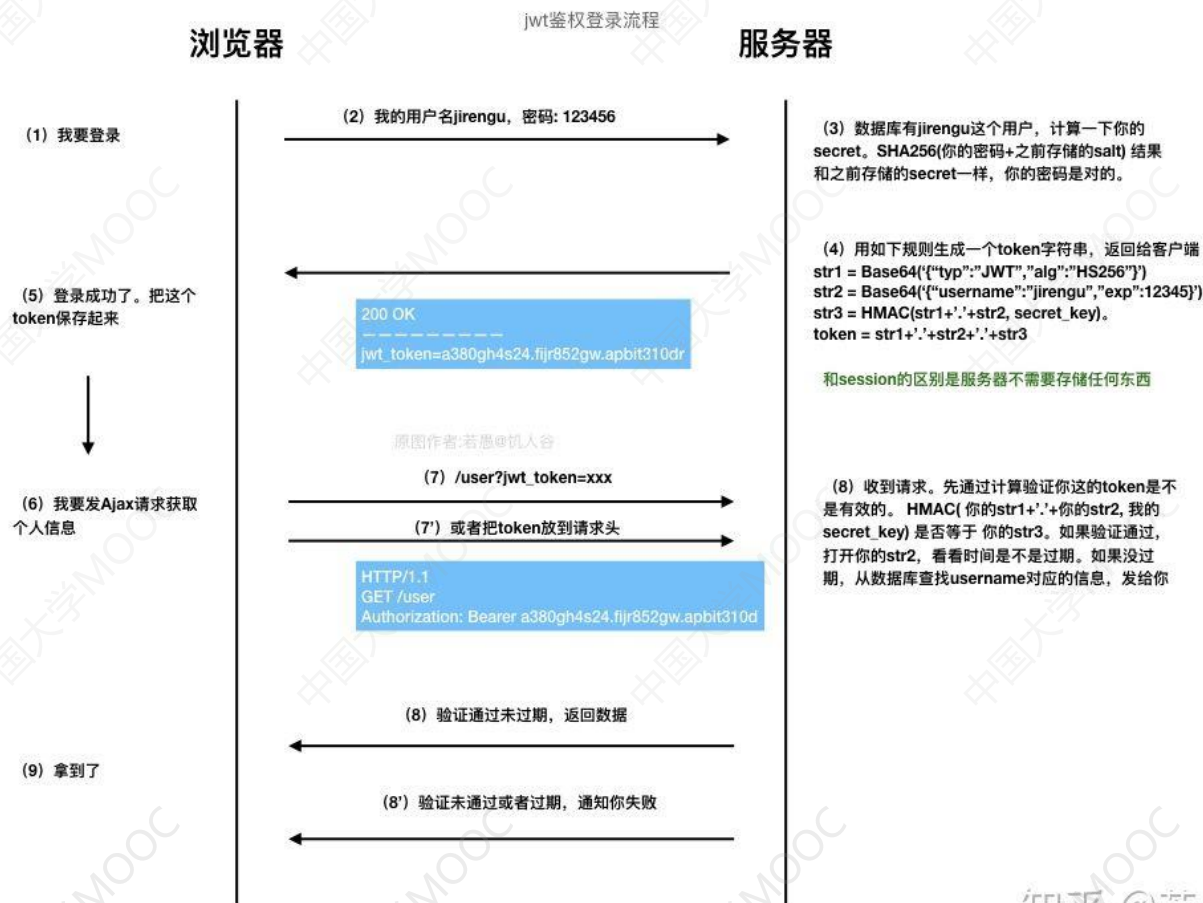 jwt鉴权登录流程
浏览器
服务器
（1）我要登录
（2）我的用户名jirengu，密码: 123456
（3）数据库有jirengu这个用户，计算一下你的
secret。SHA256(你的密码+之前存储的salt) 结果
和之前存储的secret一样，你的密码是对的。
（4）用如下规则生成一个token字符串，返回给客户端
str1 = Base64(‘{“typ”:”JWT”,”alg”:”HS256”}’)
str2 = Base64(‘{“username”:”jirengu”,”exp”:12345}’)
str3 = HMAC(str1+’.’+str2, secret_key)。
token = str1+’.’+str2+’.’+str3
和session的区别是服务器不需要存储任何东西
200 OK
— — — — — — — — —
jwt_token=a380gh4s24.fijr852gw.apbit310dr
（5）登录成功了。把这个
token保存起来
原图作者:若愚@饥人谷
（6）我要发Ajax请求获取
个人信息
（7）/user?jwt_token=xxx
（7’）或者把token放到请求头
HTTP/1.1
GET /user
Authorization: Bearer a380gh4s24.fijr852gw.apbit310d
（8）收到请求。先通过计算验证你这的token是不
是有效的。 HMAC( 你的str1+’.’+你的str2, 我的
secret_key) 是否等于 你的str3。如果验证通过，
打开你的str2，看看时间是不是过期。如果没过
期，从数据库查找username对应的信息，发给你
（8）验证通过未过期，返回数据
（9）拿到了
（8’）验证未通过或者过期，通知你失败
中国大学MOOC